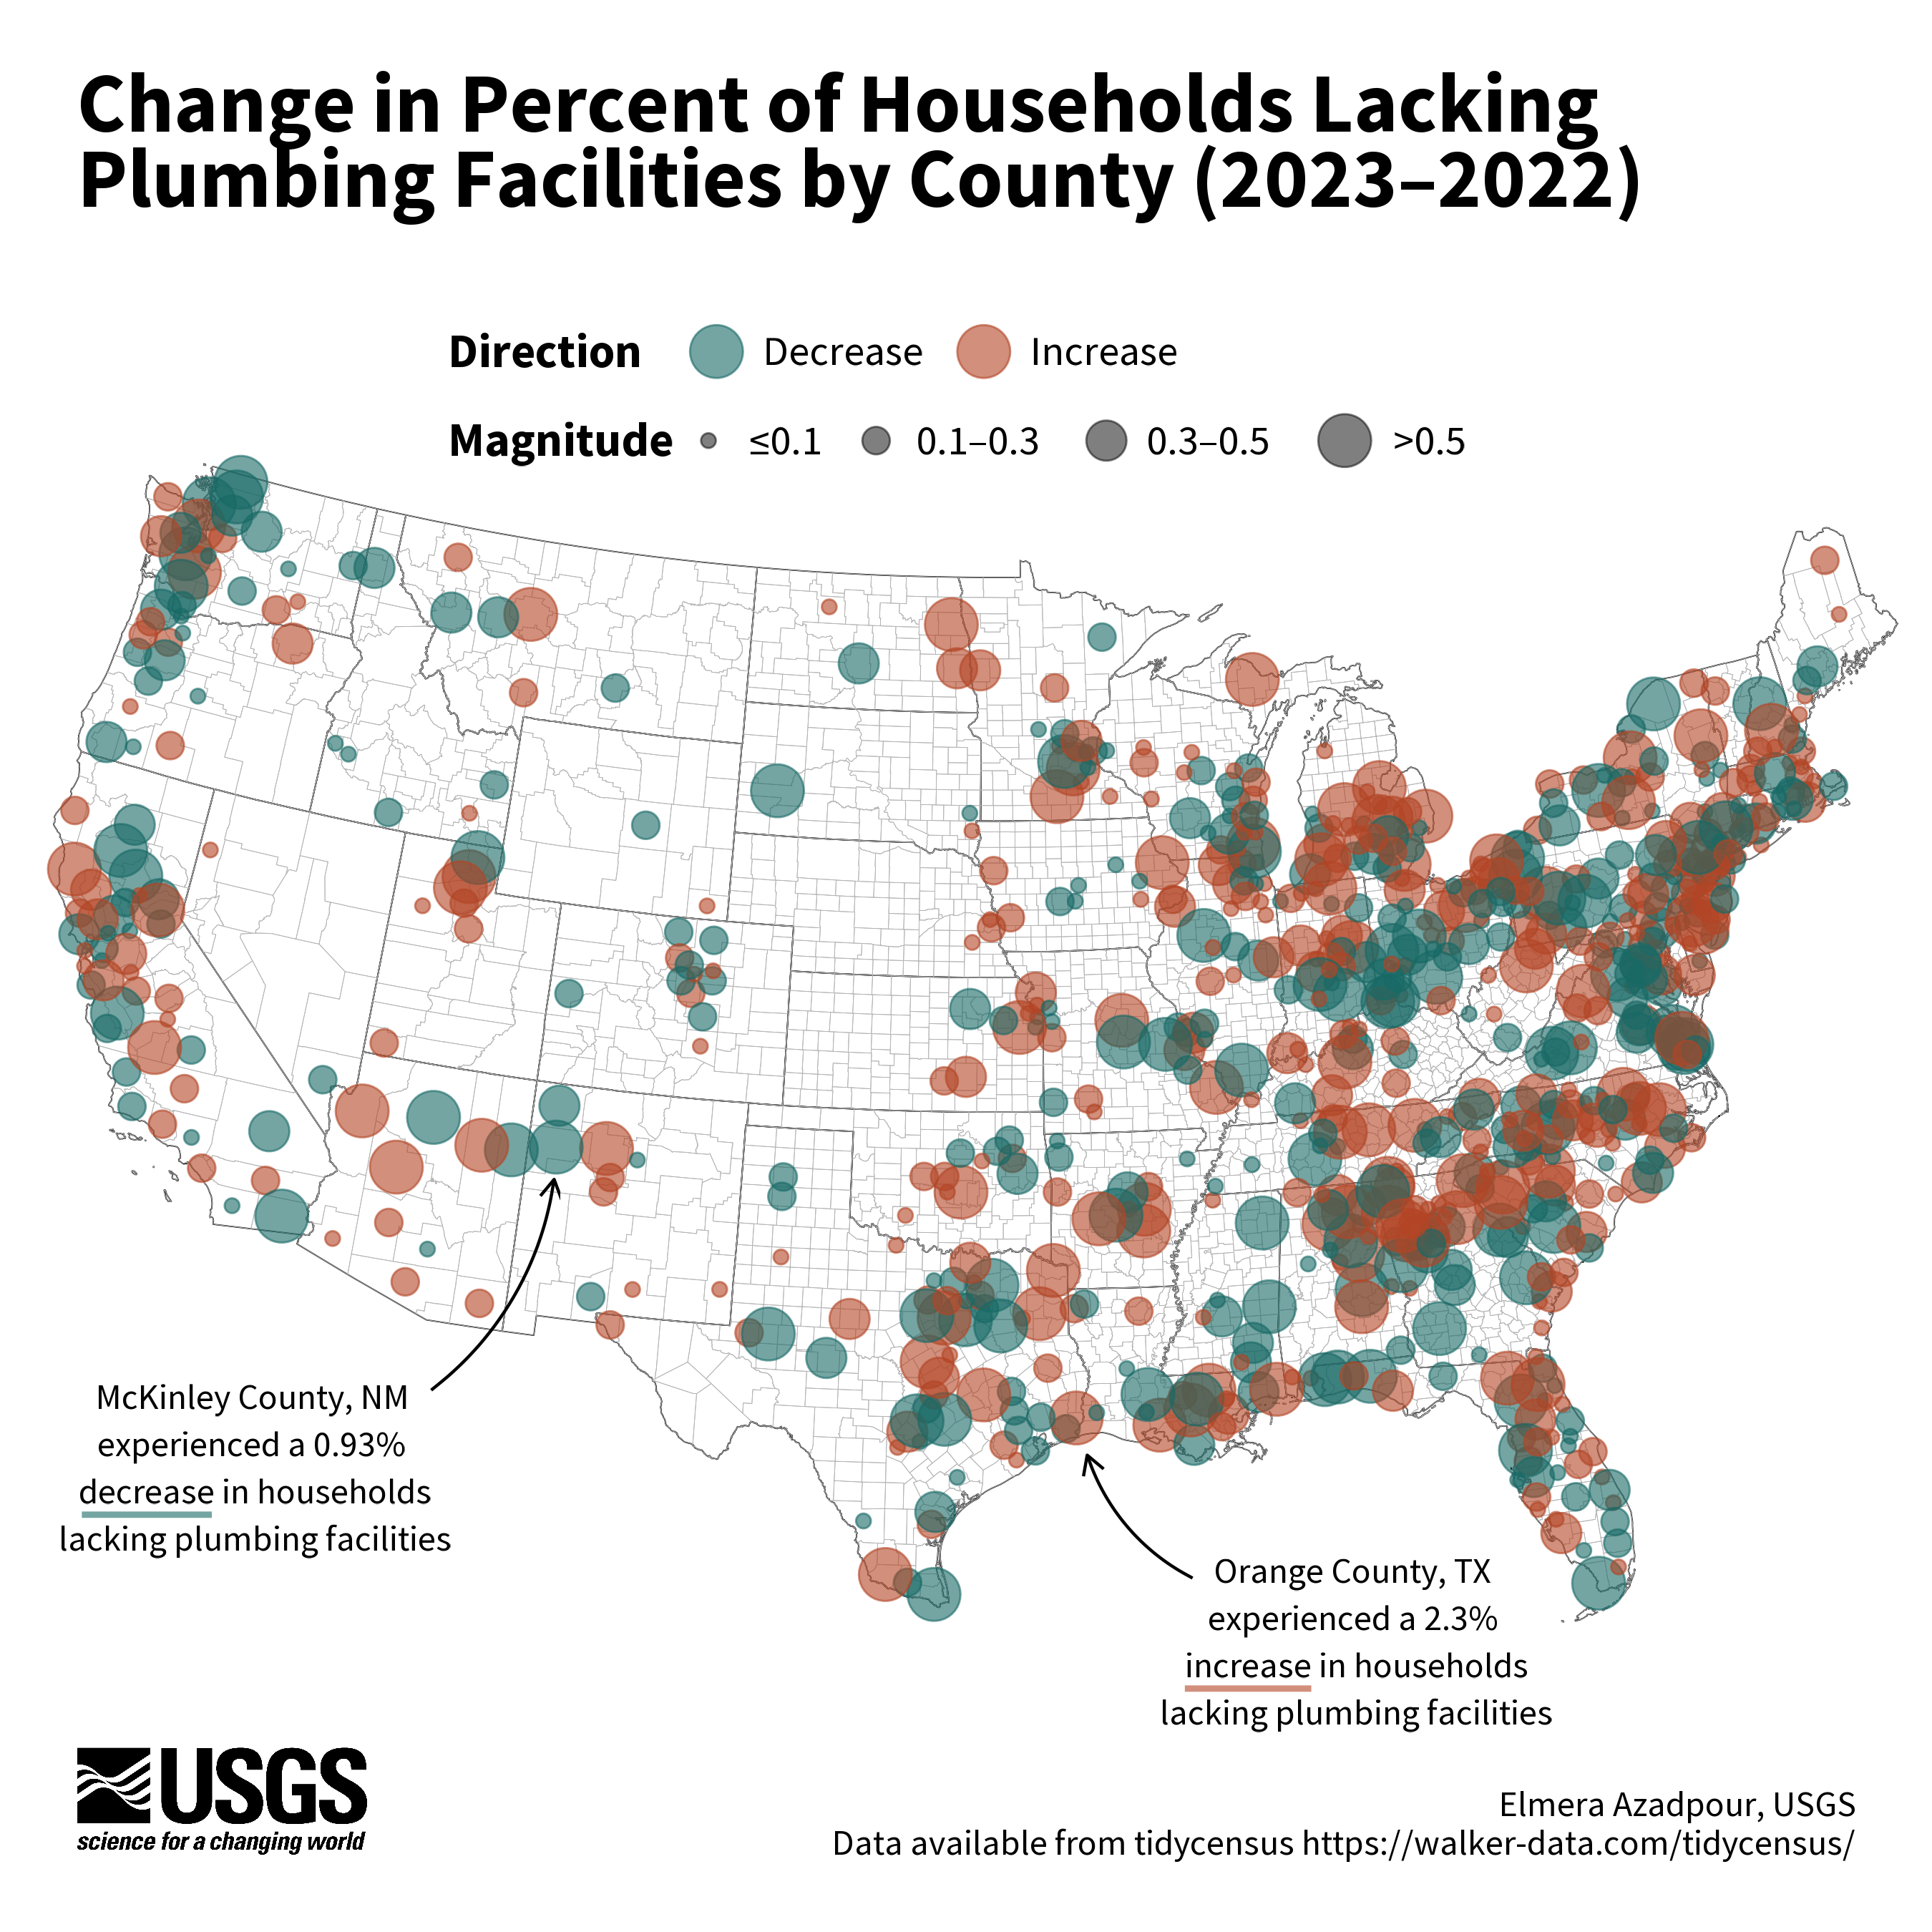 Change in Percent of Households Lacking
Plumbing Facilities by County (2023–2022)
Direction Decrease Increase
Magnitude ≤0.1 0.1–0.3 0.3–0.5 >0.5
McKinley County, NM
experienced a 0.93%
decrease in households
lacking plumbing facilities
Orange County, TX
experienced a 2.3%
increase in households
lacking plumbing facilities
USGS
science for a changing world
Elmera Azadpour, USGS
Data available from tidycensus https://walker-data.com/tidycensus/